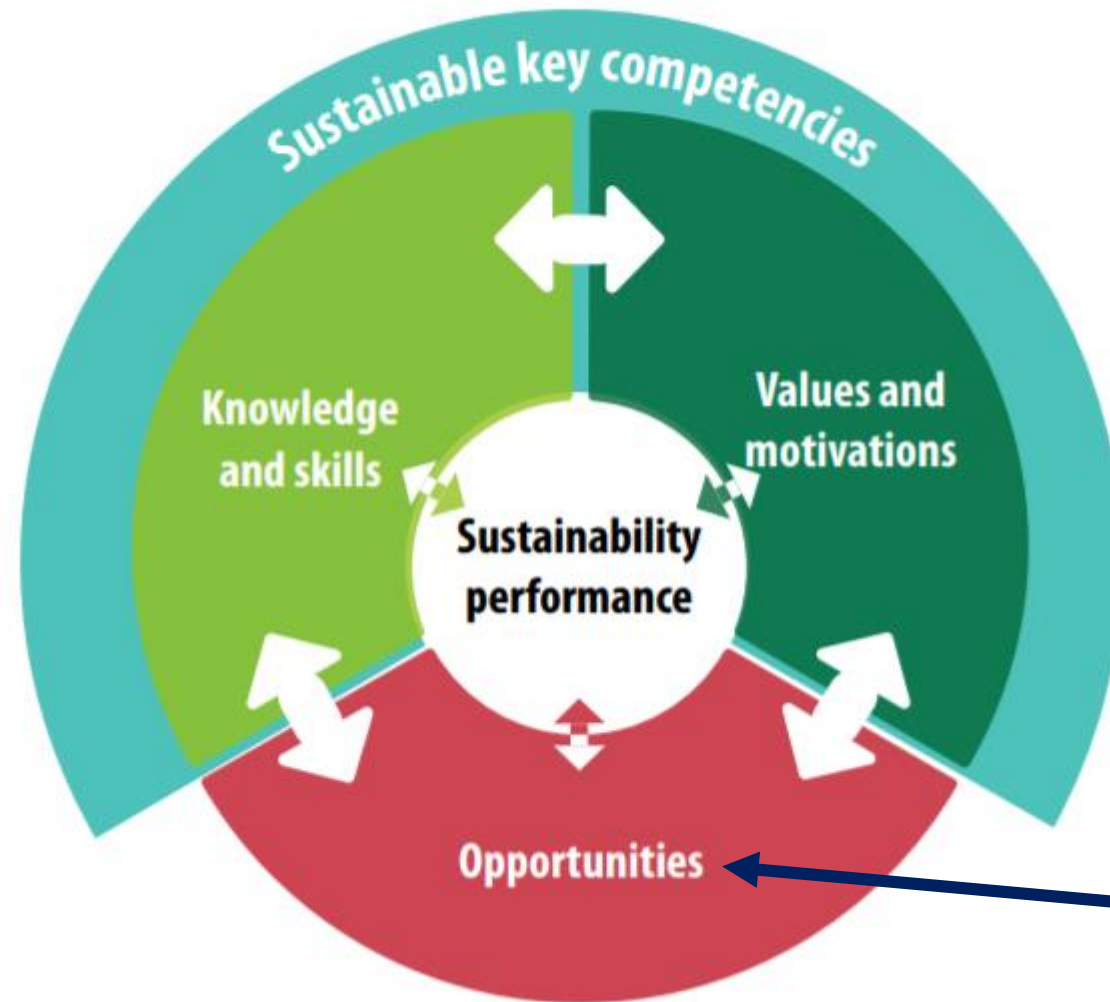 Sustainable key competencies
Knowledge
and skills
Values and
motivations
Sustainability
performance
Opportunities